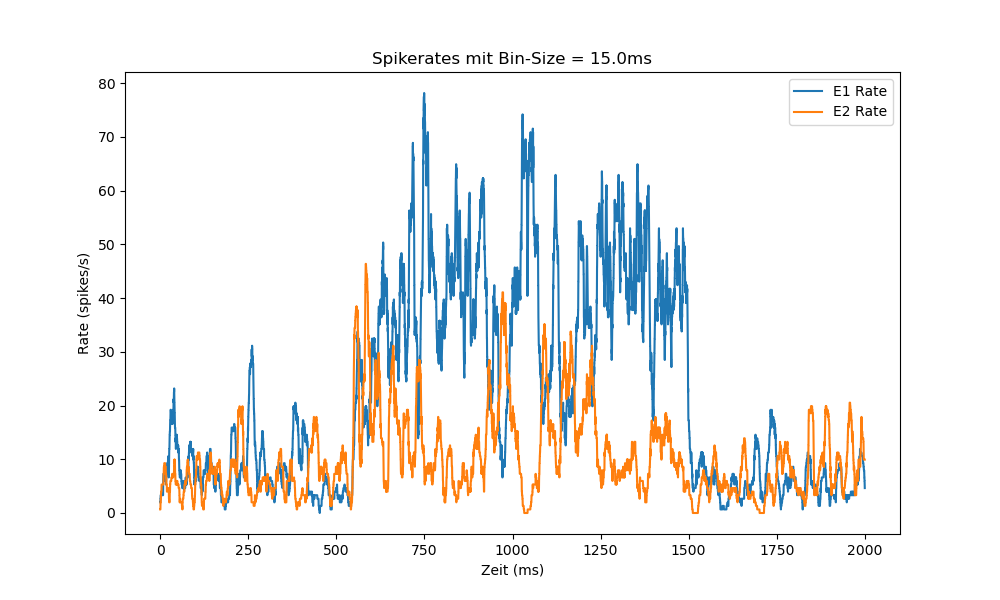 Spikerates mit Bin-Size = 15.0ms
E1 Rate
E2 Rate
80
70
60
50
40
30
20
10
0
Rate (spikes/s)
0 250 500 750 1000 1250 1500 1750 2000
Zeit (ms)